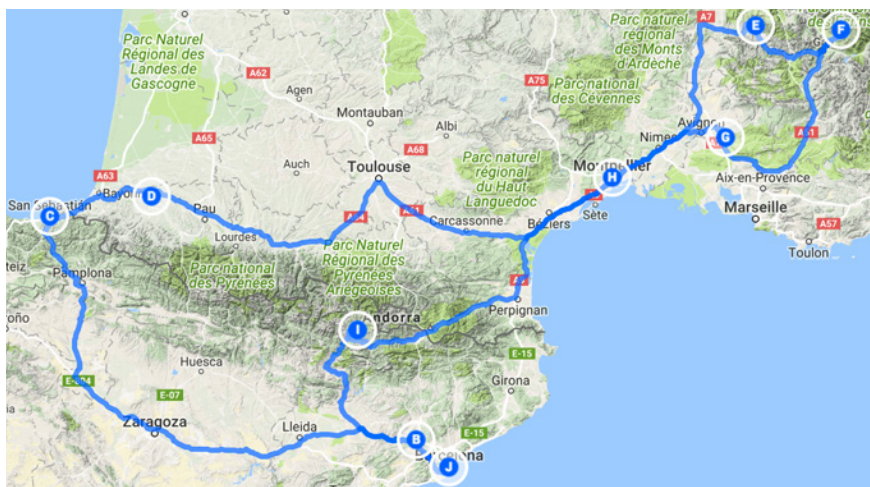 Parc Naturel
Régional des
Landes de
Gascogne
A62
Agen
Montauban
Albi
A75
Parc naturel
régional
des Monts
d'Ardèche
A7
E
F
Parc national
des Cévennes
A65
Auch
A68
Toulouse
Parc naturel
régional
du Haut
Languedoc
Nimes
Avignon
G
A51
Montpellier
H
Aix-en-Provence
Marseille
A57
Toulon
San Sebastián
A63
Bayonne
D
C
Pau
Lourdes
Carcassonne
Béziers
Sète
Parc national
des Pyrénées
Parc Naturel
Régional des
Pyrénées
Ariégeoises
Pamplona
Andorra
I
Perpignan
E-15
Huesca
E-07
Girona
Zaragoza
Lleida
E-15
B
Barcelona
J